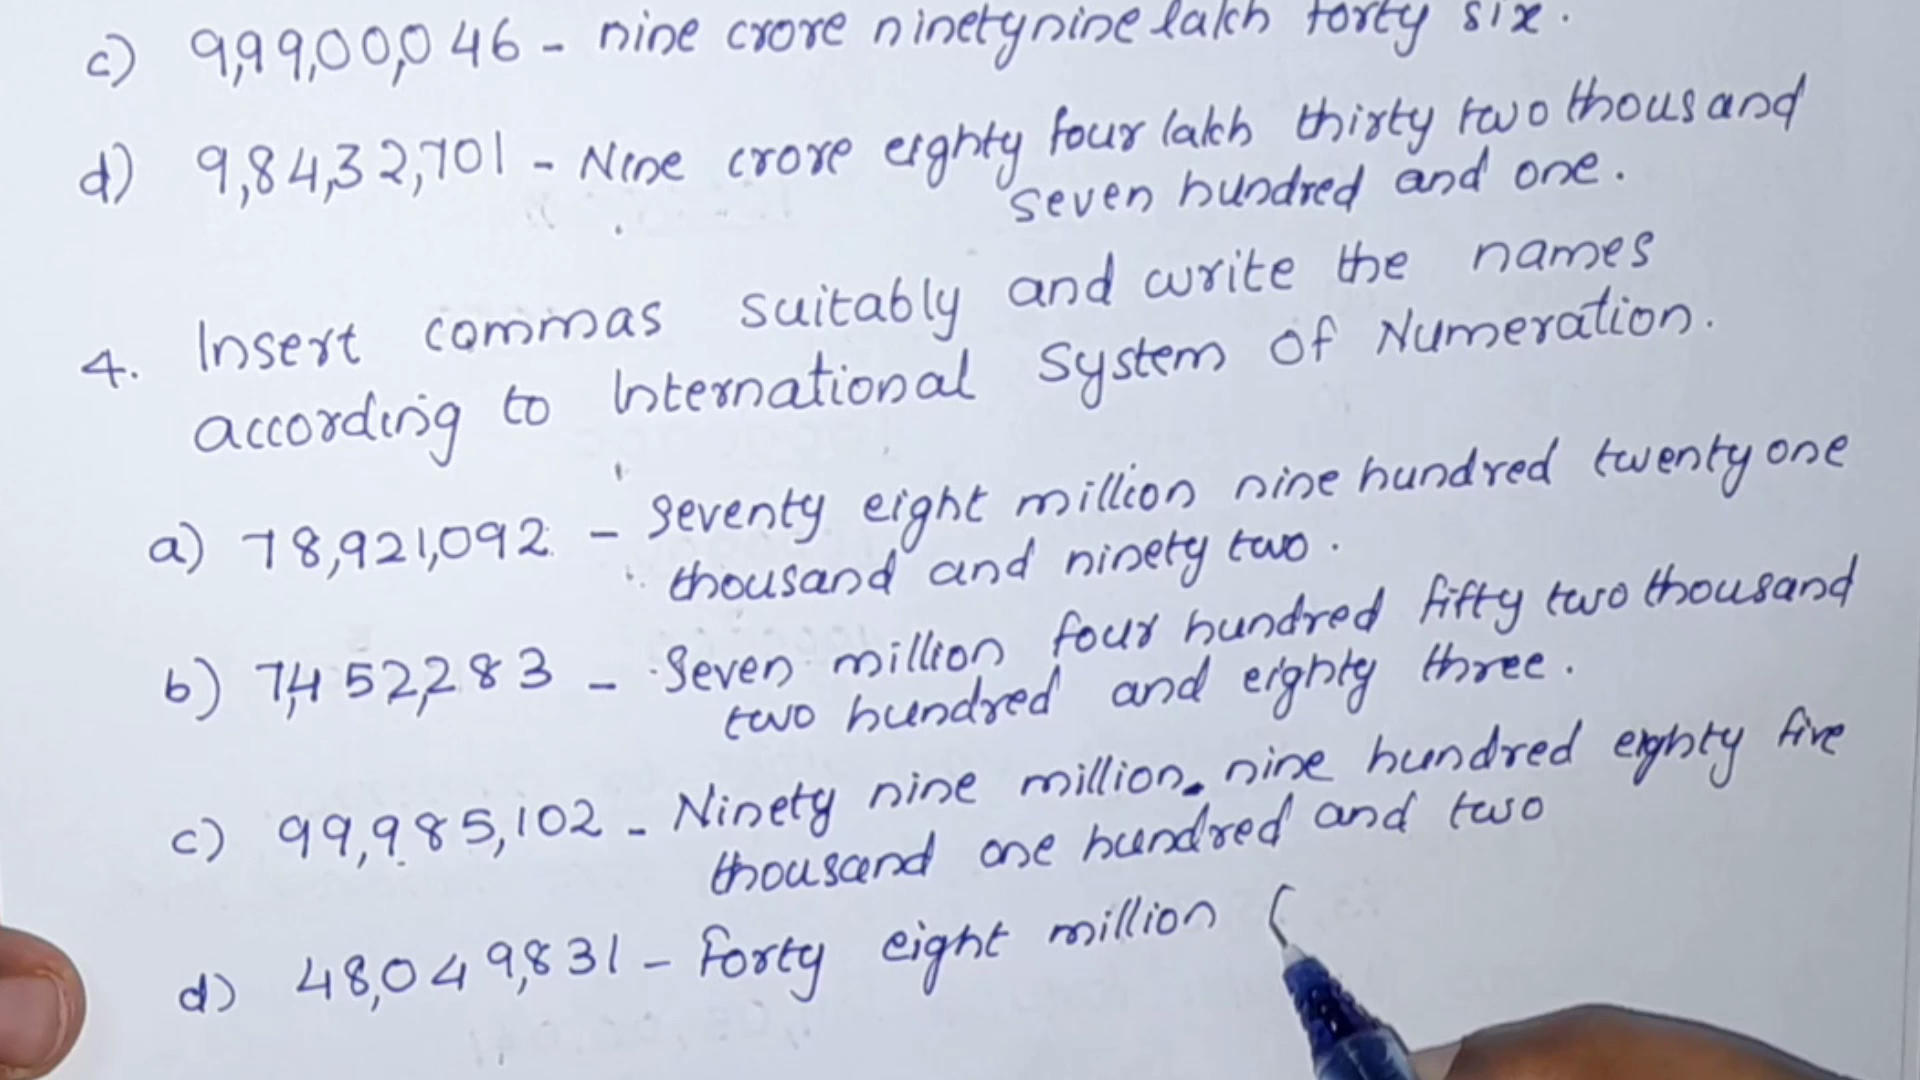 c) 9,99,00,046 - nine crore ninetynine lakh forty six.
d) 9,84,32,701 - Nine crore eighty four lakh thirty two thousand
seven hundred and one.
4. Insert commas suitably and write the names
according to International System of Numeration.
a) 78,921,092 - Seventy eight million nine hundred twenty one
thousand and ninety two.
b) 7,452,283 - Seven million four hundred fifty two thousand
two hundred and eighty three.
c) 99,985,102 - Ninety nine million nine hundred eighty five
thousand one hundred and two
d) 48,049,831 - Forty eight million